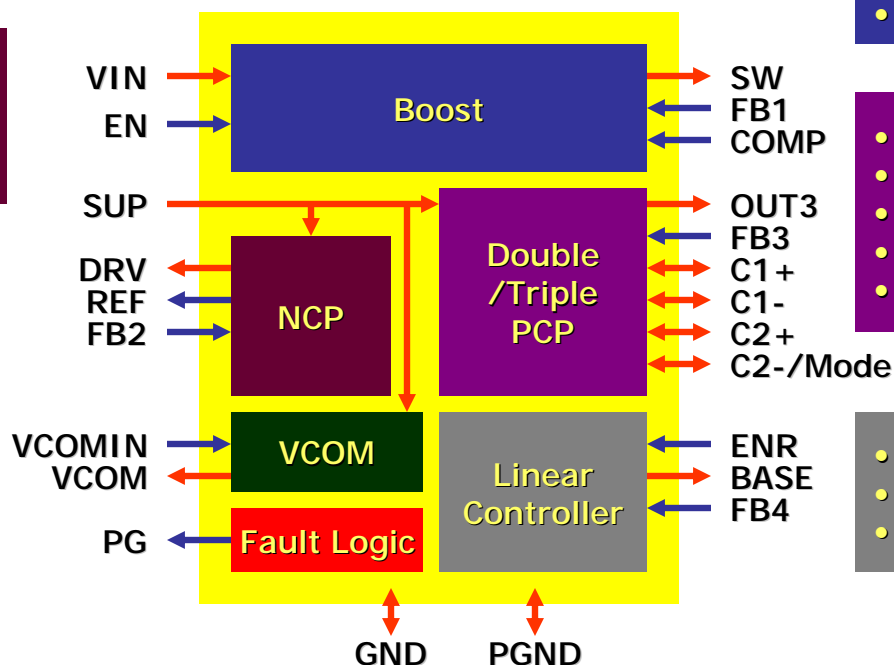 VIN
EN
SUP
DRV
REF
FB2
VCOMIN
VCOM
PG
Boost
NCP
Double
/Triple
PCP
VCOM
Linear
Controller
Fault Logic
SW
FB1
COMP
OUT3
FB3
C1+
C1-
C2+
C2-/Mode
ENR
BASE
FB4
GND
PGND